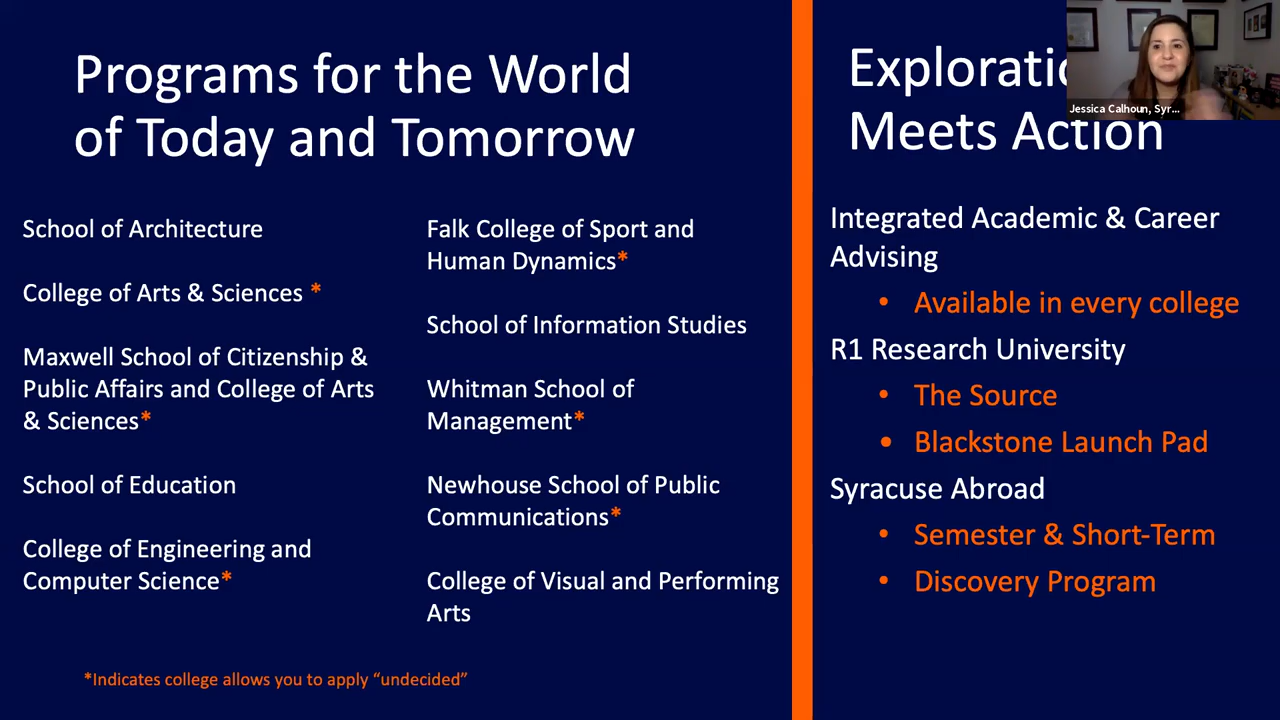 Programs for the World
of Today and Tomorrow
School of Architecture
College of Arts & Sciences *
Maxwell School of Citizenship &
Public Affairs and College of Arts
& Sciences*
School of Education
College of Engineering and
Computer Science*
Falk College of Sport and
Human Dynamics*
School of Information Studies
Whitman School of
Management*
Newhouse School of Public
Communications*
College of Visual and Performing
Arts
*Indicates college allows you to apply “undecided”
Meets Action
Integrated Academic & Career
Advising
• Available in every college
R1 Research University
• The Source
• Blackstone Launch Pad
Syracuse Abroad
• Semester & Short-Term
• Discovery Program
Jessica Calhoun, Syr...